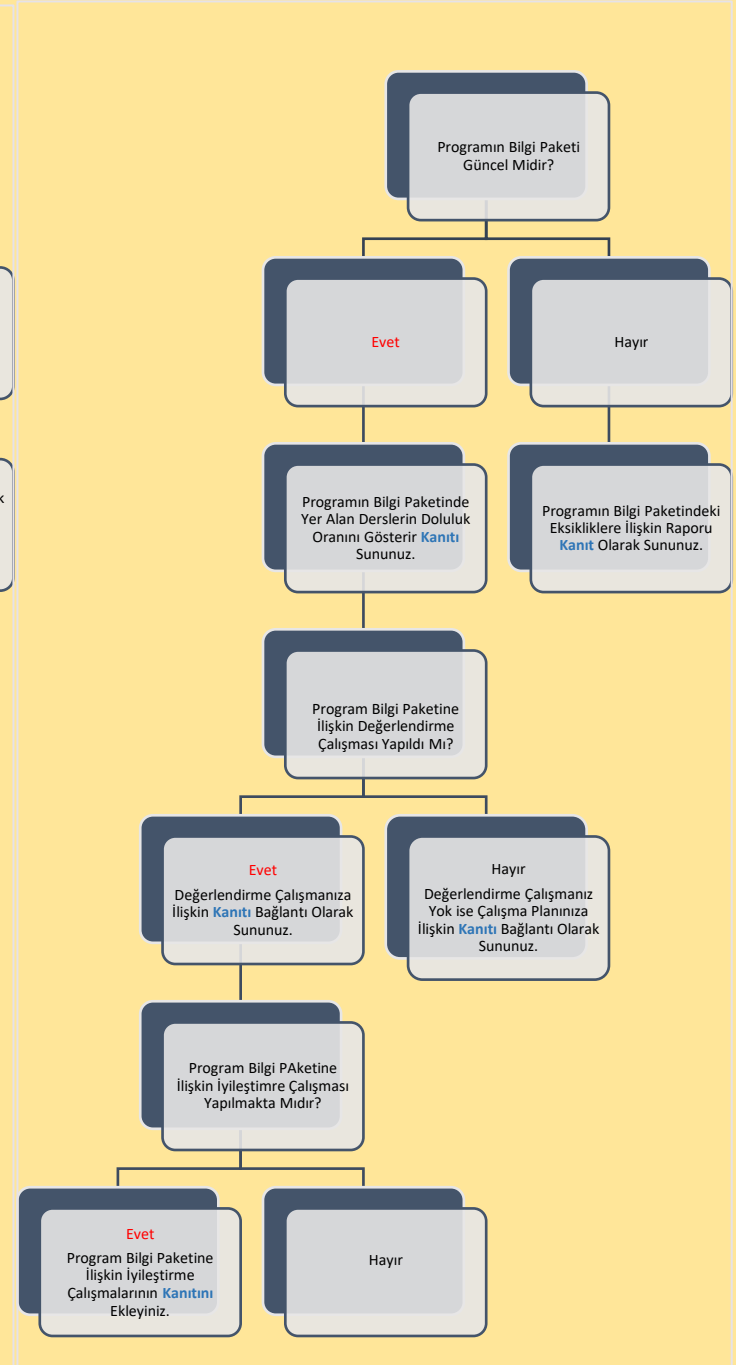 Programın Bilgi Paketi
Güncel Midir?
Evet
Hayır
Programın Bilgi Paketinde
Yer Alan Derslerin Doluluk
Oranını Gösterir Kanıtı
Sununuz.
Programın Bilgi Paketindeki
Eksikliklere İlişkin Raporu
Kanıt Olarak Sununuz.
k
Program Bilgi Paketine
İlişkin Değerlendirme
Çalışması Yapıldı Mı?
Evet
Değerlendirme Çalışmanıza
İlişkin Kanıtı Bağlantı Olarak
Sununuz.
Hayır
Değerlendirme Çalışmanız
Yok ise Çalışma Planınıza
İlişkin Kanıtı Bağlantı Olarak
Sununuz.
Program Bilgi PAketine
İlişkin İyileştimre Çalışması
Yapılmakta Mıdır?
Evet
Program Bilgi Paketine
İlişkin İyileştirme
Çalışmalarının Kanıtını
Ekleyiniz.
Hayır